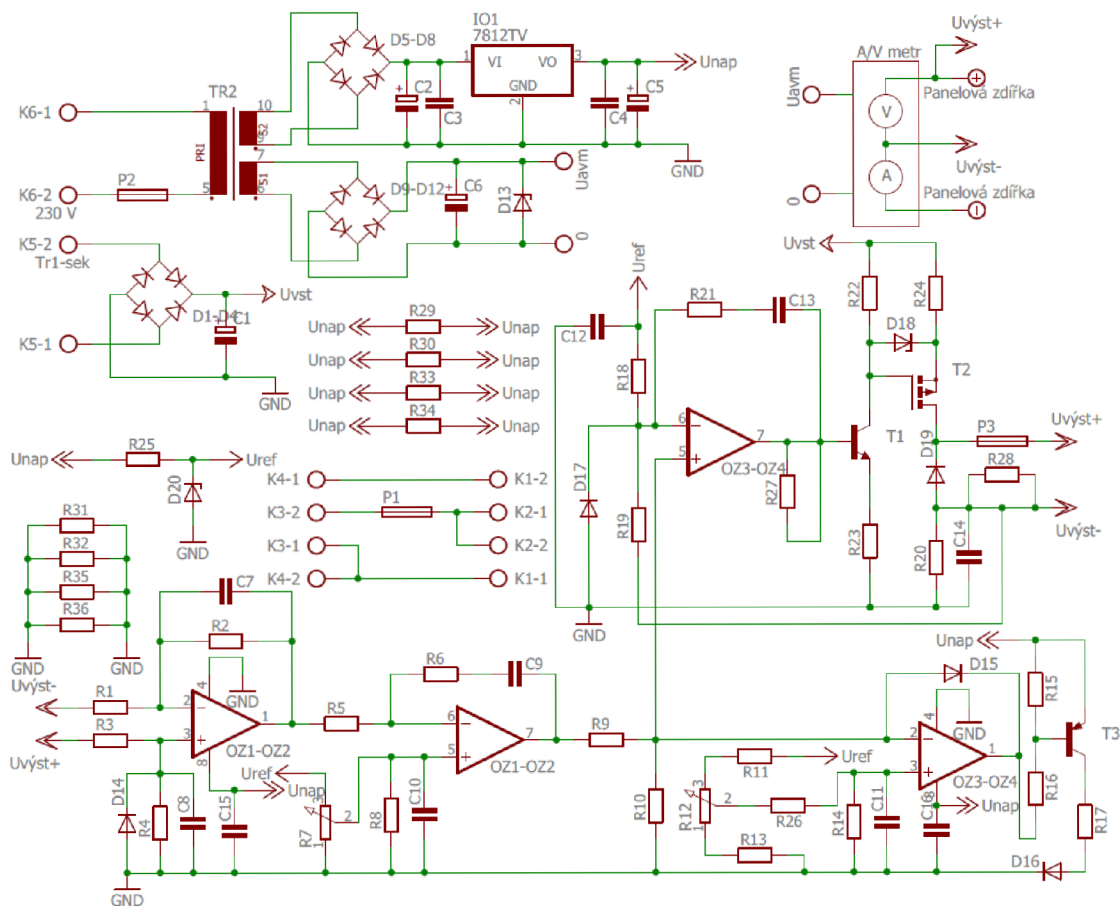 IO1
7812TV
D5-D8
1
VI
VO
3
GND
2
Unap
C2
C3
C4
C5
GND
K6-1
TR2
1
10
PRI
S2
9
7
S1
6
5
P2
K6-2
230 V
D9-D12
C6
D13
Uavm
0
A/V metr
Uvýst+
Panelová zdířka
V
A
Uvýst-
Panelová zdířka
Uavm
0
K5-2
Tr1-sek
D1-D4
C1
Uvst
K5-1
GND
Unap
R29
Unap
Unap
R30
Unap
Unap
R33
Unap
Unap
R34
Unap
Uref
C12
R18
R21
C13
Uvst
R22
R24
D18
T2
T1
6
5
7
OZ3-OZ4
R27
D17
R19
R23
D19
P3
R28
Uvýst+
Uvýst-
R20
C14
GND
Unap
R25
Uref
D20
GND
K4-1
K1-2
K3-2
P1
K2-1
K3-1
K2-2
K4-2
K1-1
R31
R32
R35
R36
GND
GND
C7
R2
Uvýst-
R1
R3
Uvýst+
2
3
4
GND
1
8
OZ1-OZ2
Unap
D14
R4
C8
C15
GND
R5
R6
C9
6
5
7
OZ1-OZ2
Uref
R7
3
2
1
R8
C10
R9
R10
R11
Uref
R12
3
2
1
R13
R26
R14
C11
C16
2
3
4
GND
1
8
OZ3-OZ4
Unap
D15
Unap
R15
R16
T3
R17
D16